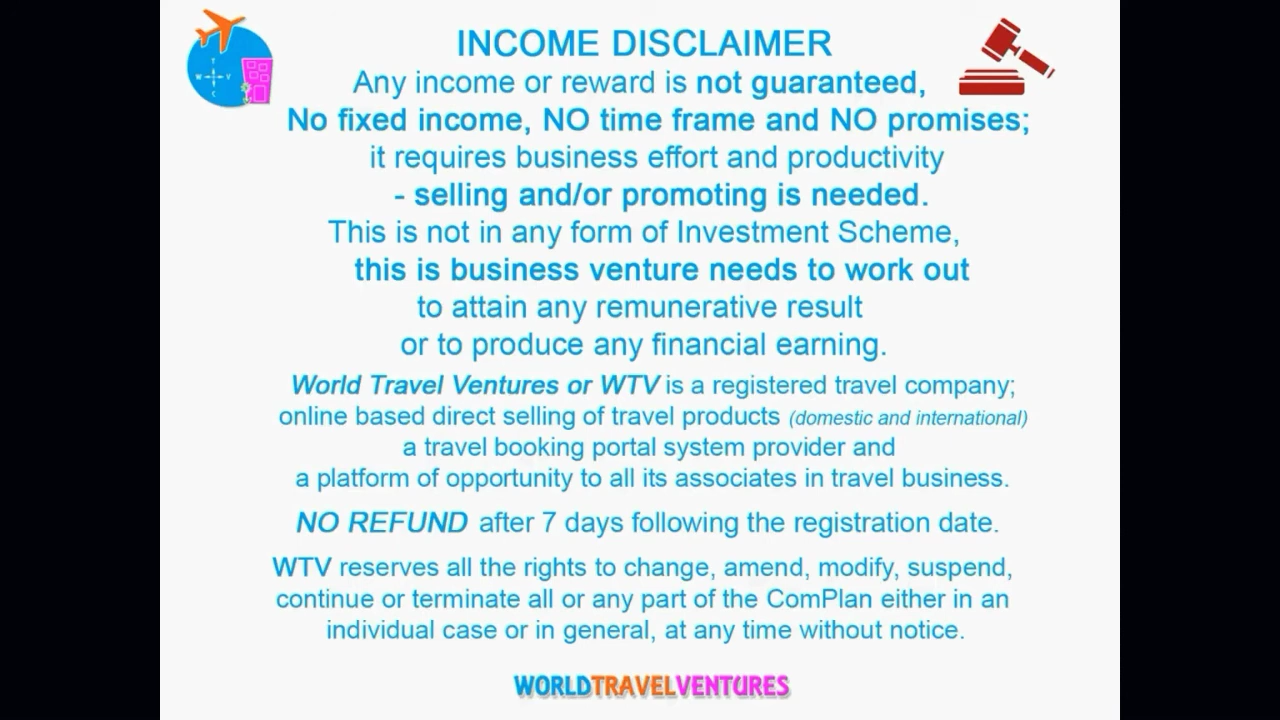 INCOME DISCLAIMER
Any income or reward is not guaranteed,
No fixed income, NO time frame and NO promises;
it requires business effort and productivity
- selling and/or promoting is needed.
This is not in any form of Investment Scheme,
this is business venture needs to work out
to attain any remunerative result
or to produce any financial earning.
World Travel Ventures or WTV is a registered travel company;
online based direct selling of travel products (domestic and international)
a travel booking portal system provider and
a platform of opportunity to all its associates in travel business.
NO REFUND after 7 days following the registration date.
WTV reserves all the rights to change, amend, modify, suspend,
continue or terminate all or any part of the ComPlan either in an
individual case or in general, at any time without notice.
WORLDTRAVELVENTURES